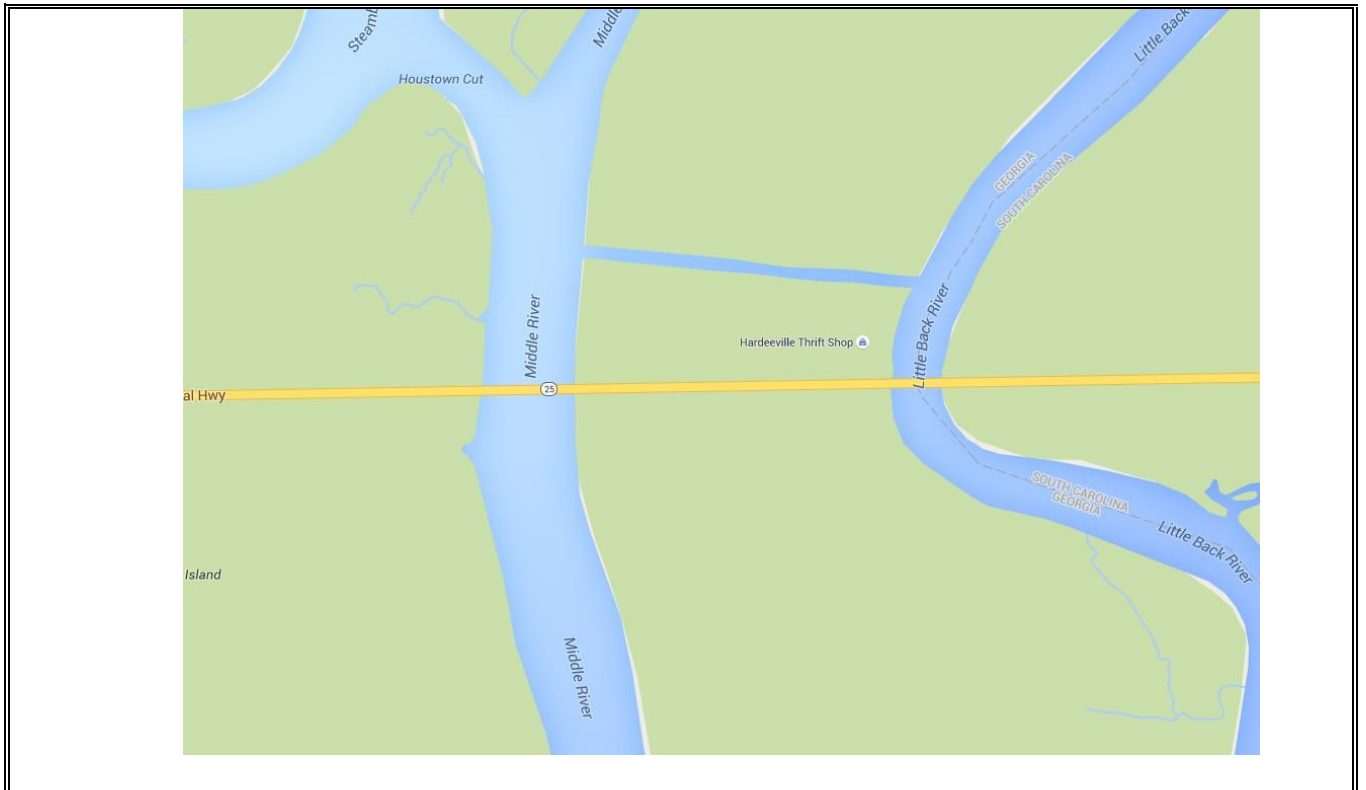 Steamb
Middle
Little Back
Houstown Cut
GEORGIA
SOUTH CAROLINA
Middle River
Little Back River
Hardeeville Thrift Shop
25
al Hwy
SOUTH CAROLINA
GEORGIA
Little Back River
Island
Middle River